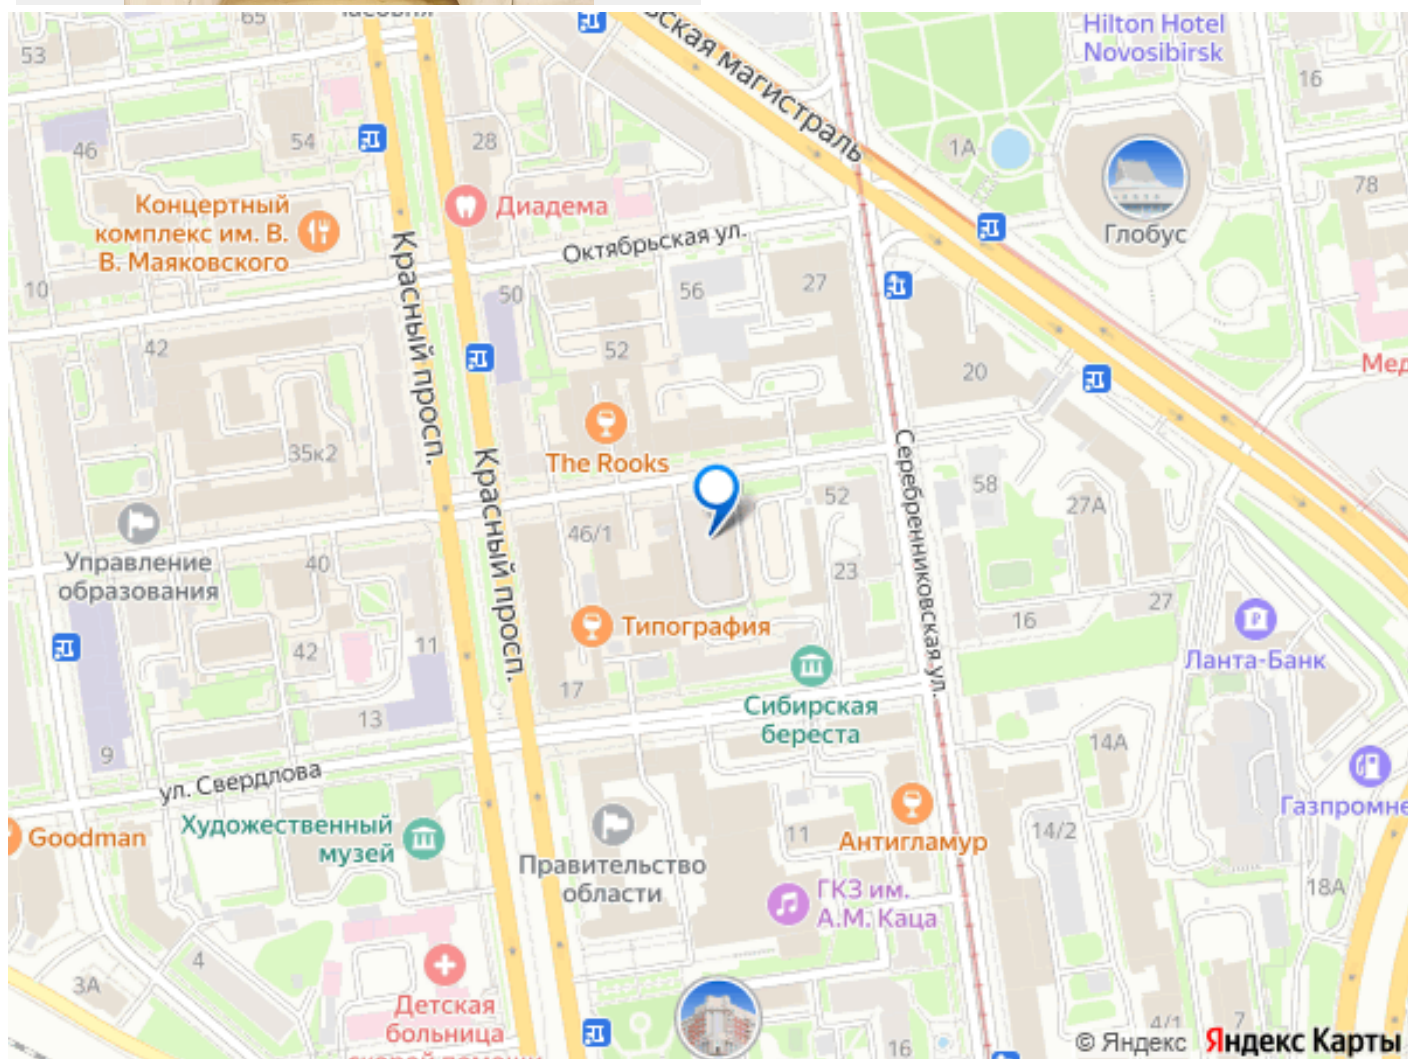 Часовня
65
53
вская магистраль
Hilton Hotel
Novosibirsk
16
46
54
28
1А
78
Концертный
комплекс им. В.
В. Маяковского
Диадема
Октябрьская ул.
Глобус
10
50
56
27
Красный просп.
42
52
20
Мед
35к2
The Rooks
Красный просп.
Серебренниковская ул.
52
58
27А
46/1
Управление
образования
40
23
27
16
Типография
11
42
17
Ланта-Банк
Сибирская
береста
13
9
14А
ул. Свердлова
Goodman
Художественный
музей
Правительство
области
11
Антигламур
14/2
Газпромне
ГКЗ им.
А.М. Каца
18А
4
3А
Детская
больница
скорой помощи
16
4/1
7
© Яндекс Яндекс Карты